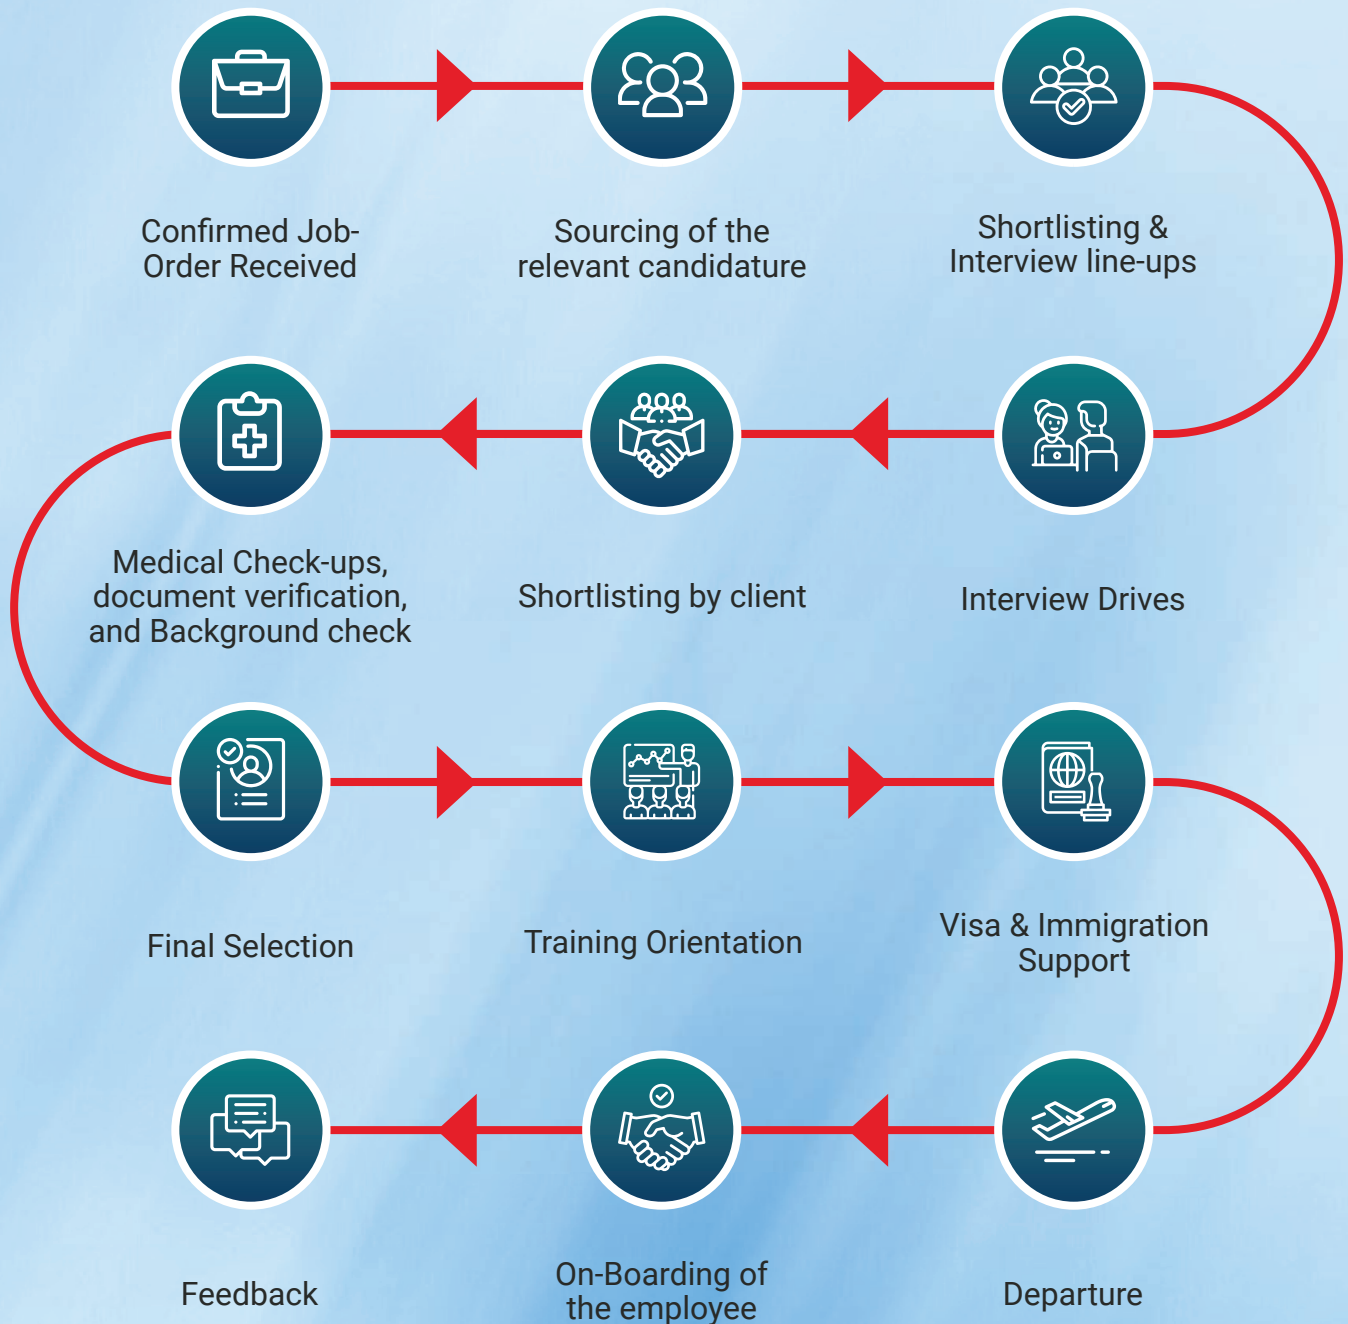 Confirmed Job-
Order Received
Sourcing of the
relevant candidature
Shortlisting &
Interview line-ups
Medical Check-ups,
document verification,
and Background check
Shortlisting by client
Interview Drives
Final Selection
Training Orientation
Visa & Immigration
Support
Feedback
On-Boarding of
the employee
Departure